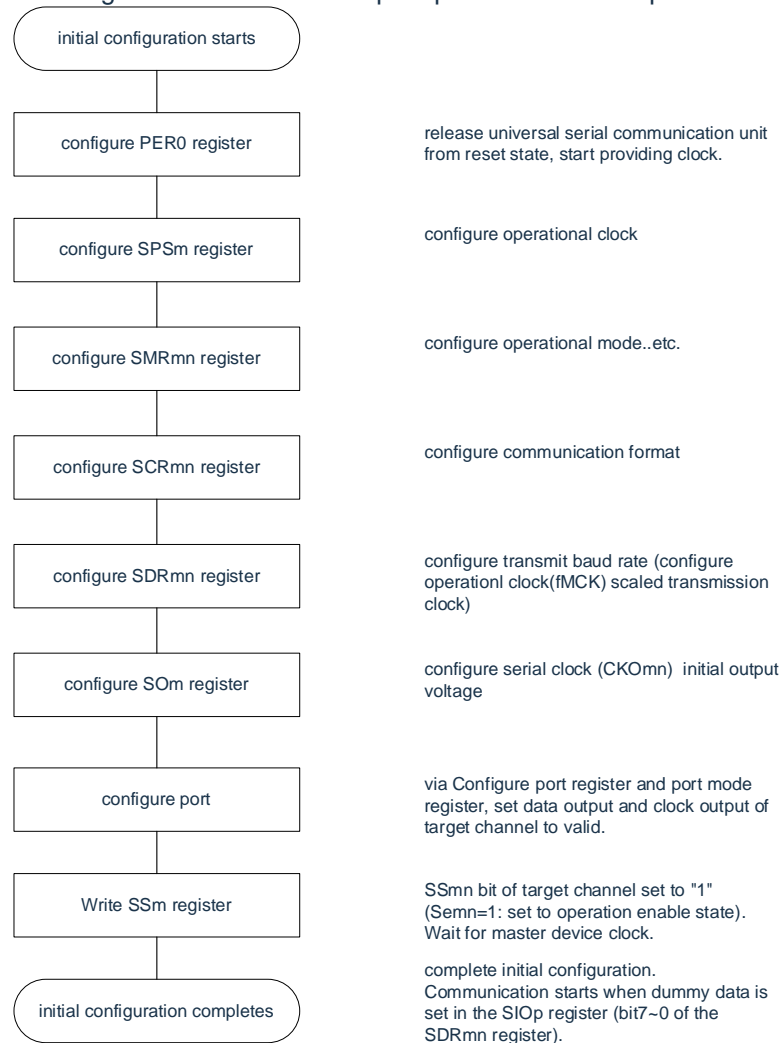 initial configuration starts
configure PER0 register
release universal serial communication unit
from reset state, start providing clock.
configure SPSm register
configure operational clock
configure SMRmn register
configure operational mode..etc.
configure SCRmn register
configure communication format
configure SDRmn register
configure transmit baud rate (configure
operationl clock(fMCK) scaled transmission
clock)
configure SOm register
configure serial clock (CKOmn)  initial output
voltage
configure port
via Configure port register and port mode
register, set data output and clock output of
target channel to valid.
Write SSm register
SSmn bit of target channel set to "1"
(Semn=1: set to operation enable state).
Wait for master device clock.
initial configuration completes
complete initial configuration.
Communication starts when dummy data is
set in the SIOp register (bit7~0 of the
SDRmn register).